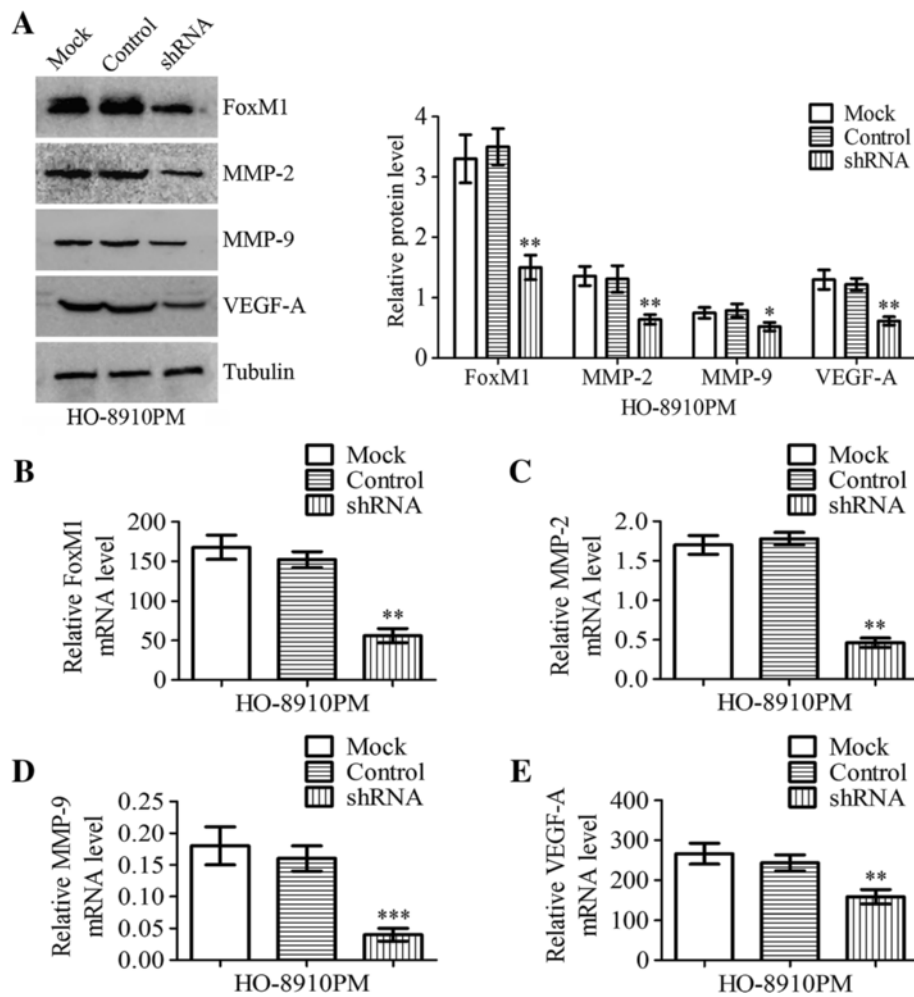 A
Mock Control shRNA
FoxM1
MMP-2
MMP-9
VEGF-A
Tubulin
HO-8910PM
Mock
Control
shRNA
Relative protein level
4
3
2
1
0
**
**
*
**
FoxM1 MMP-2 MMP-9 VEGF-A
HO-8910PM
B
Mock
Control
shRNA
Relative FoxM1
mRNA level
200
150
100
50
0
**
HO-8910PM
C
Mock
Control
shRNA
Relative MMP-2
mRNA level
2.0
1.5
1.0
0.5
0.0
**
HO-8910PM
D
Mock
Control
shRNA
Relative MMP-9
mRNA level
0.25
0.20
0.15
0.10
0.05
0.00
***
HO-8910PM
E
Mock
Control
shRNA
Relative VEGF-A
mRNA level
400
300
200
100
0
**
HO-8910PM